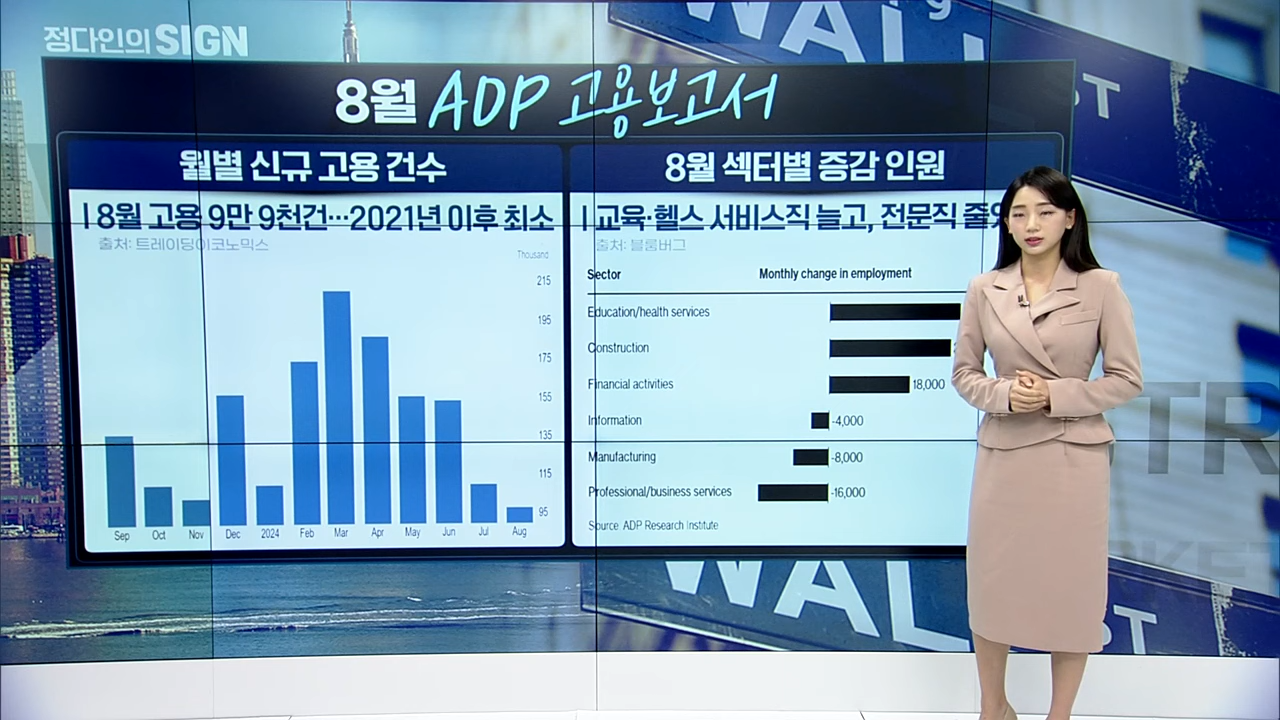 정다인의 SIGN
8월 ADP 고용보고서
월별 신규 고용 건수
| 8월 고용 9만 9천건…2021년 이후 최소
출처: 트레이딩이코노믹스
Thousand
215
195
175
155
135
115
95
Sep Oct Nov Dec 2024 Feb Mar Apr May Jun Jul Aug
8월 섹터별 증감 인원
| 교육·헬스 서비스직 늘고, 전문직
출처: 블룸버그
Sector Monthly change in employment
Education/health services
Construction
Financial activities 18,000
Information -4,000
Manufacturing -8,000
Professional/business services -16,000
Source: ADP Research Institute
WALL
ST
WALL
ST